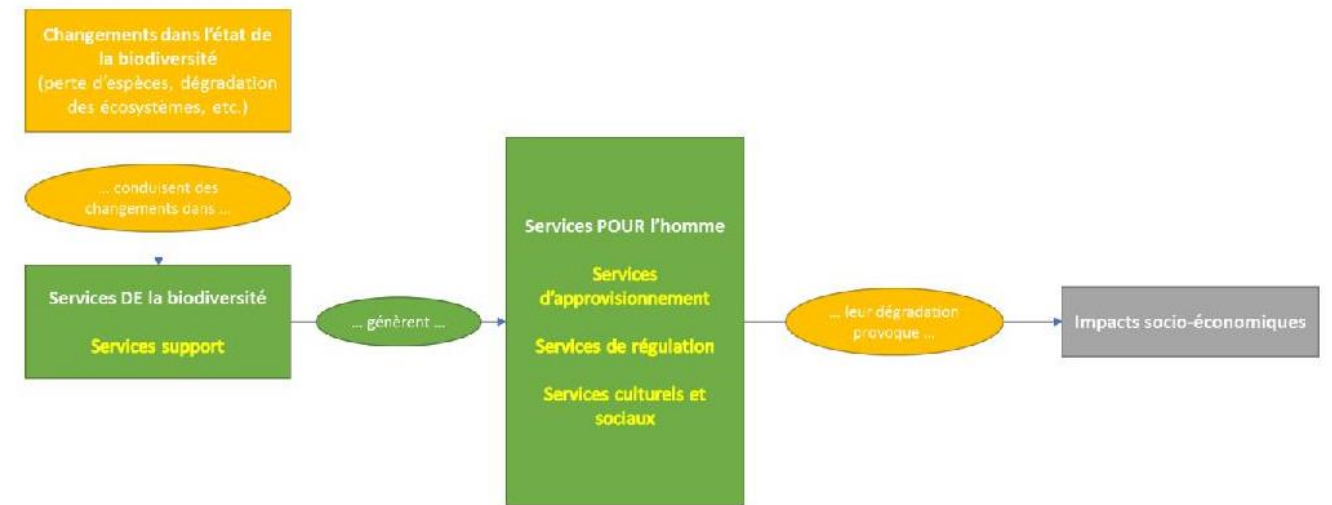 Changements dans l'état de
la biodiversité
(perte d'espèces, dégradation
des écosystèmes, etc.)
... conduisent des
changements dans ...
Services DE la biodiversité
Services support
... génèrent ...
Services POUR l'homme
Services
d'approvisionnement
Services de régulation
Services culturels et
sociaux
... leur dégradation
provoque ...
Impacts socio-économiques